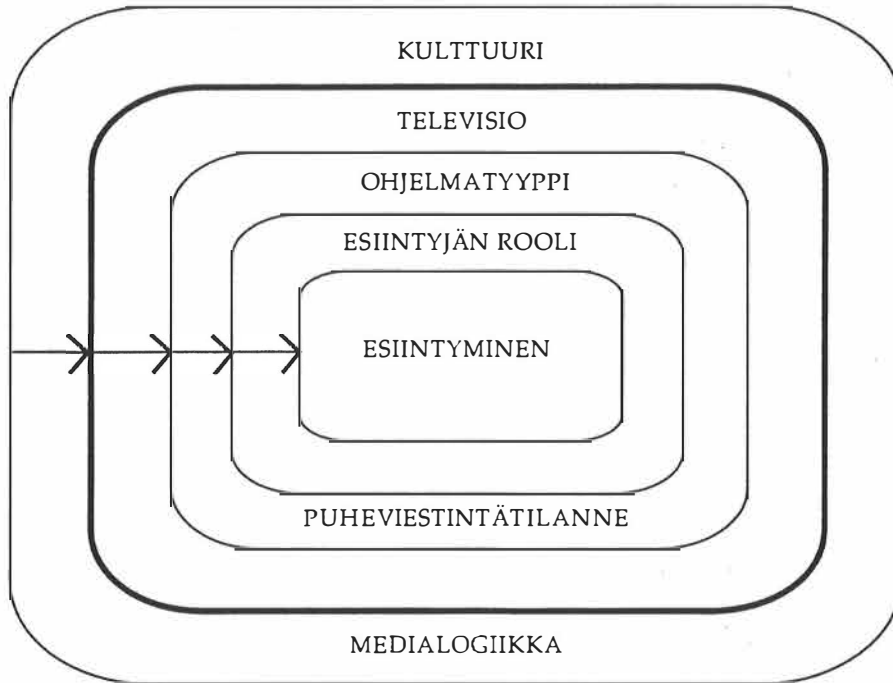 KULTTUURI
TELEVISIO
OHJELMATYYPPI
ESIINTYJÄN ROOLI
ESIINTYMINEN
PUHEVIESTINTÄTILANNE
MEDIALOGIIKKA